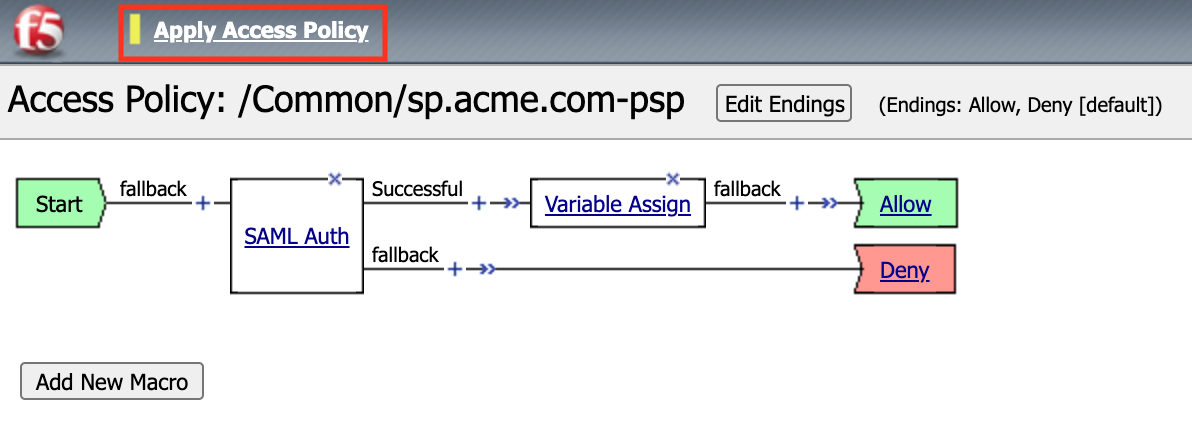 f5 Apply Access Policy
Access Policy: /Common/sp.acme.com-psp Edit Endings (Endings: Allow, Deny [default])
Start fallback + SAML Auth Successful + Variable Assign fallback + Allow
fallback + Deny
Add New Macro